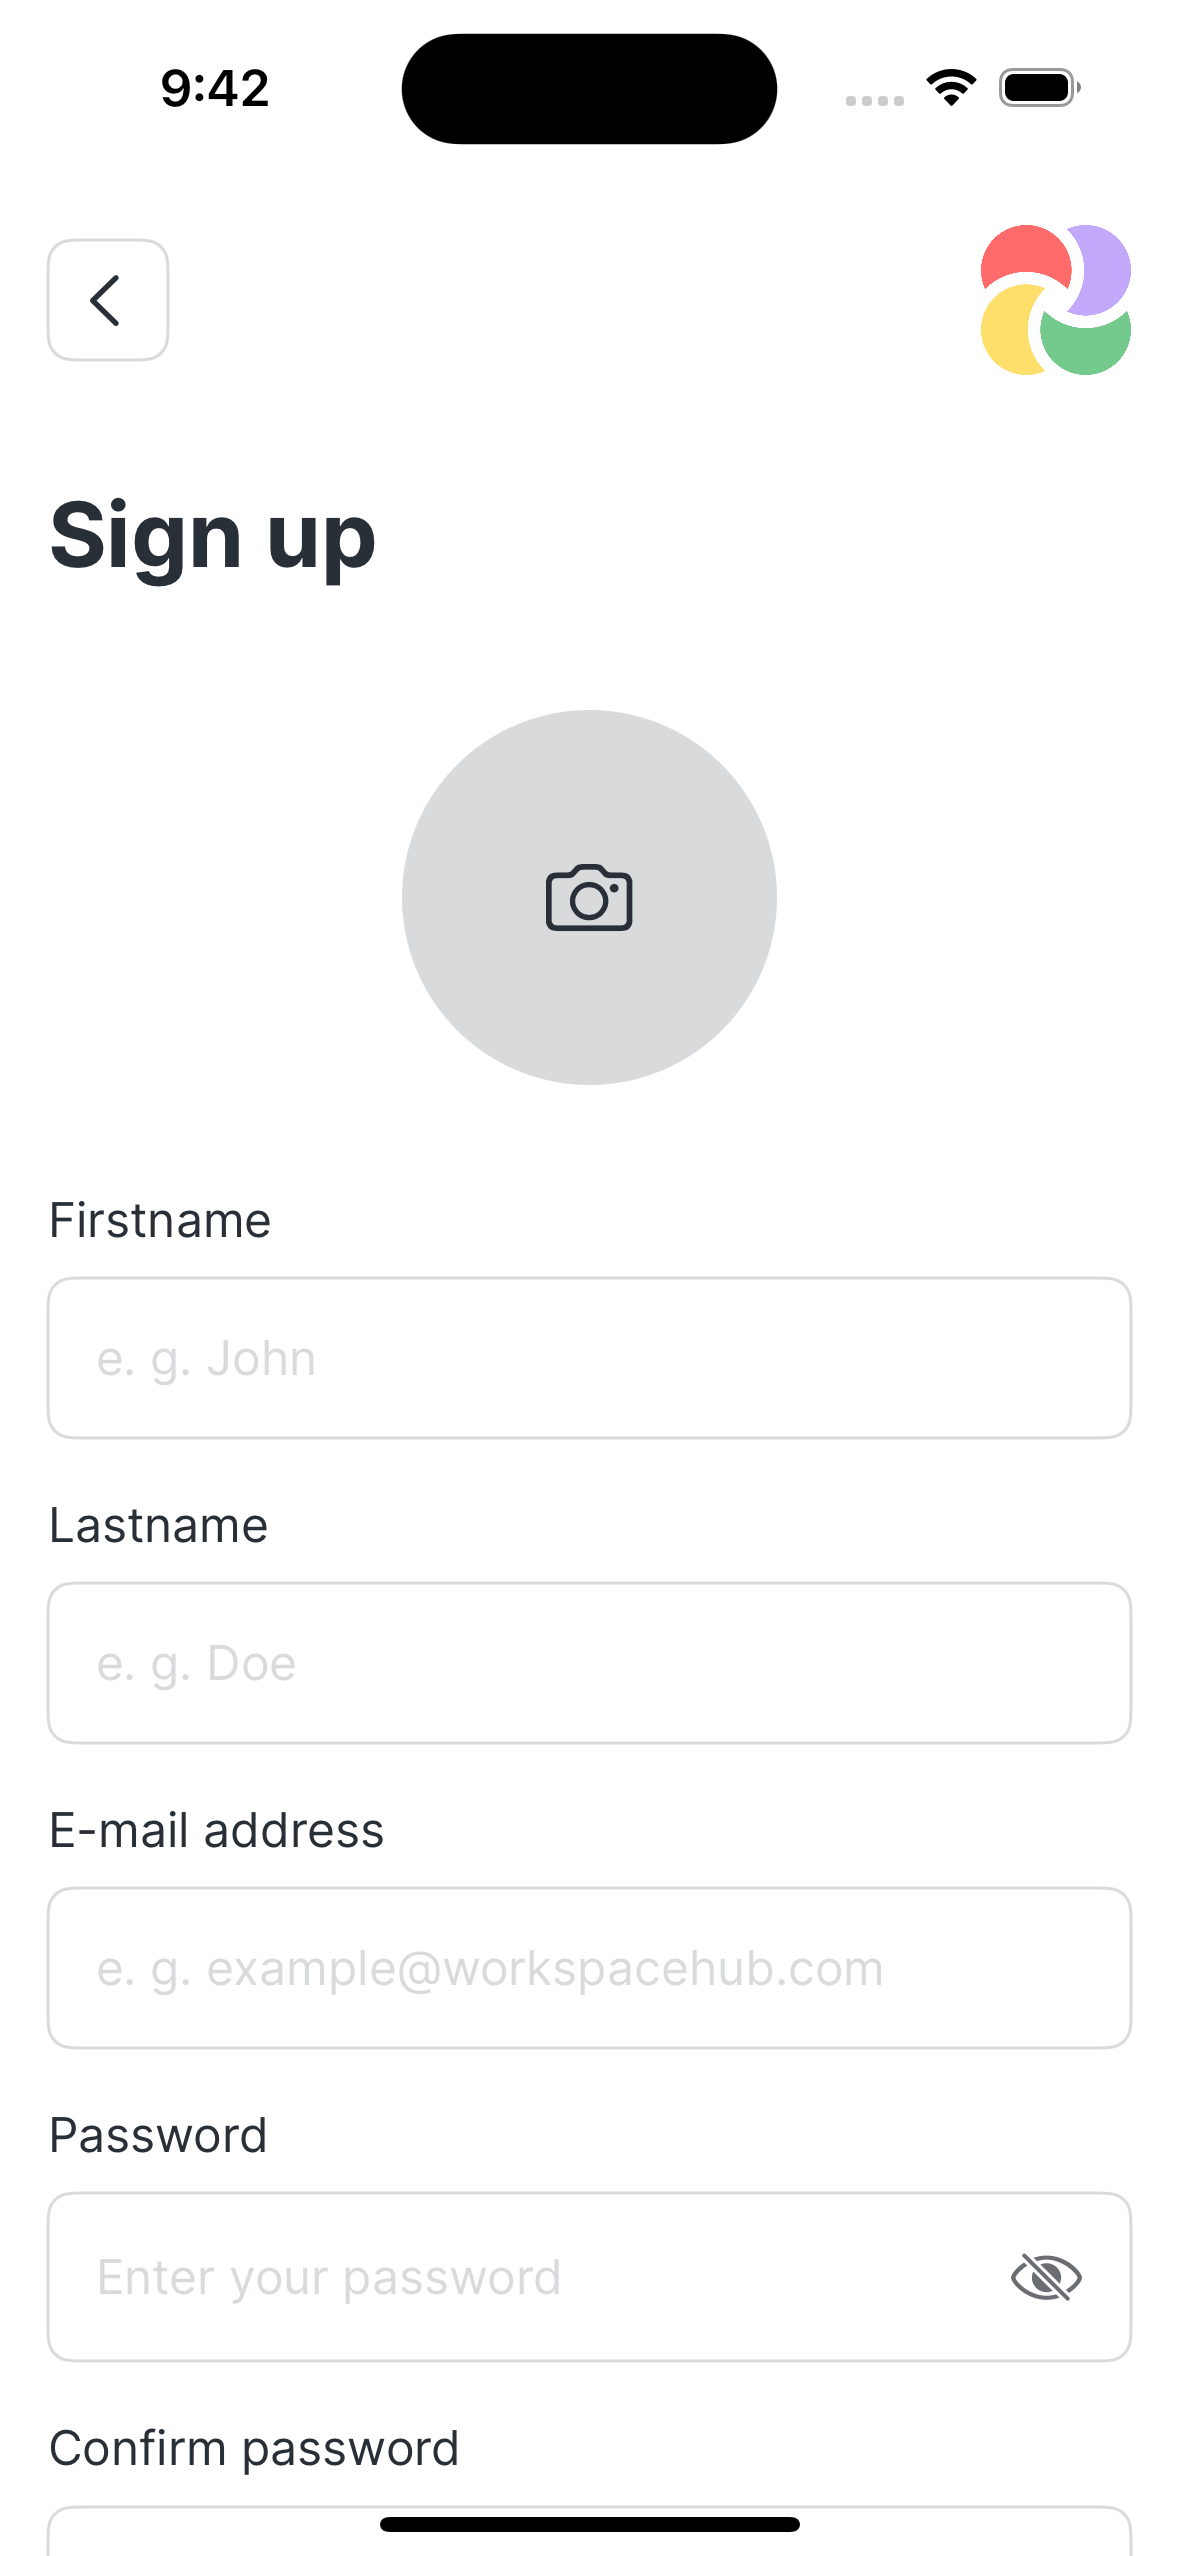 9:42
Sign up
Firstname
e. g. John
Lastname
e. g. Doe
E-mail address
e. g. example@workspacehub.com
Password
Enter your password
Confirm password